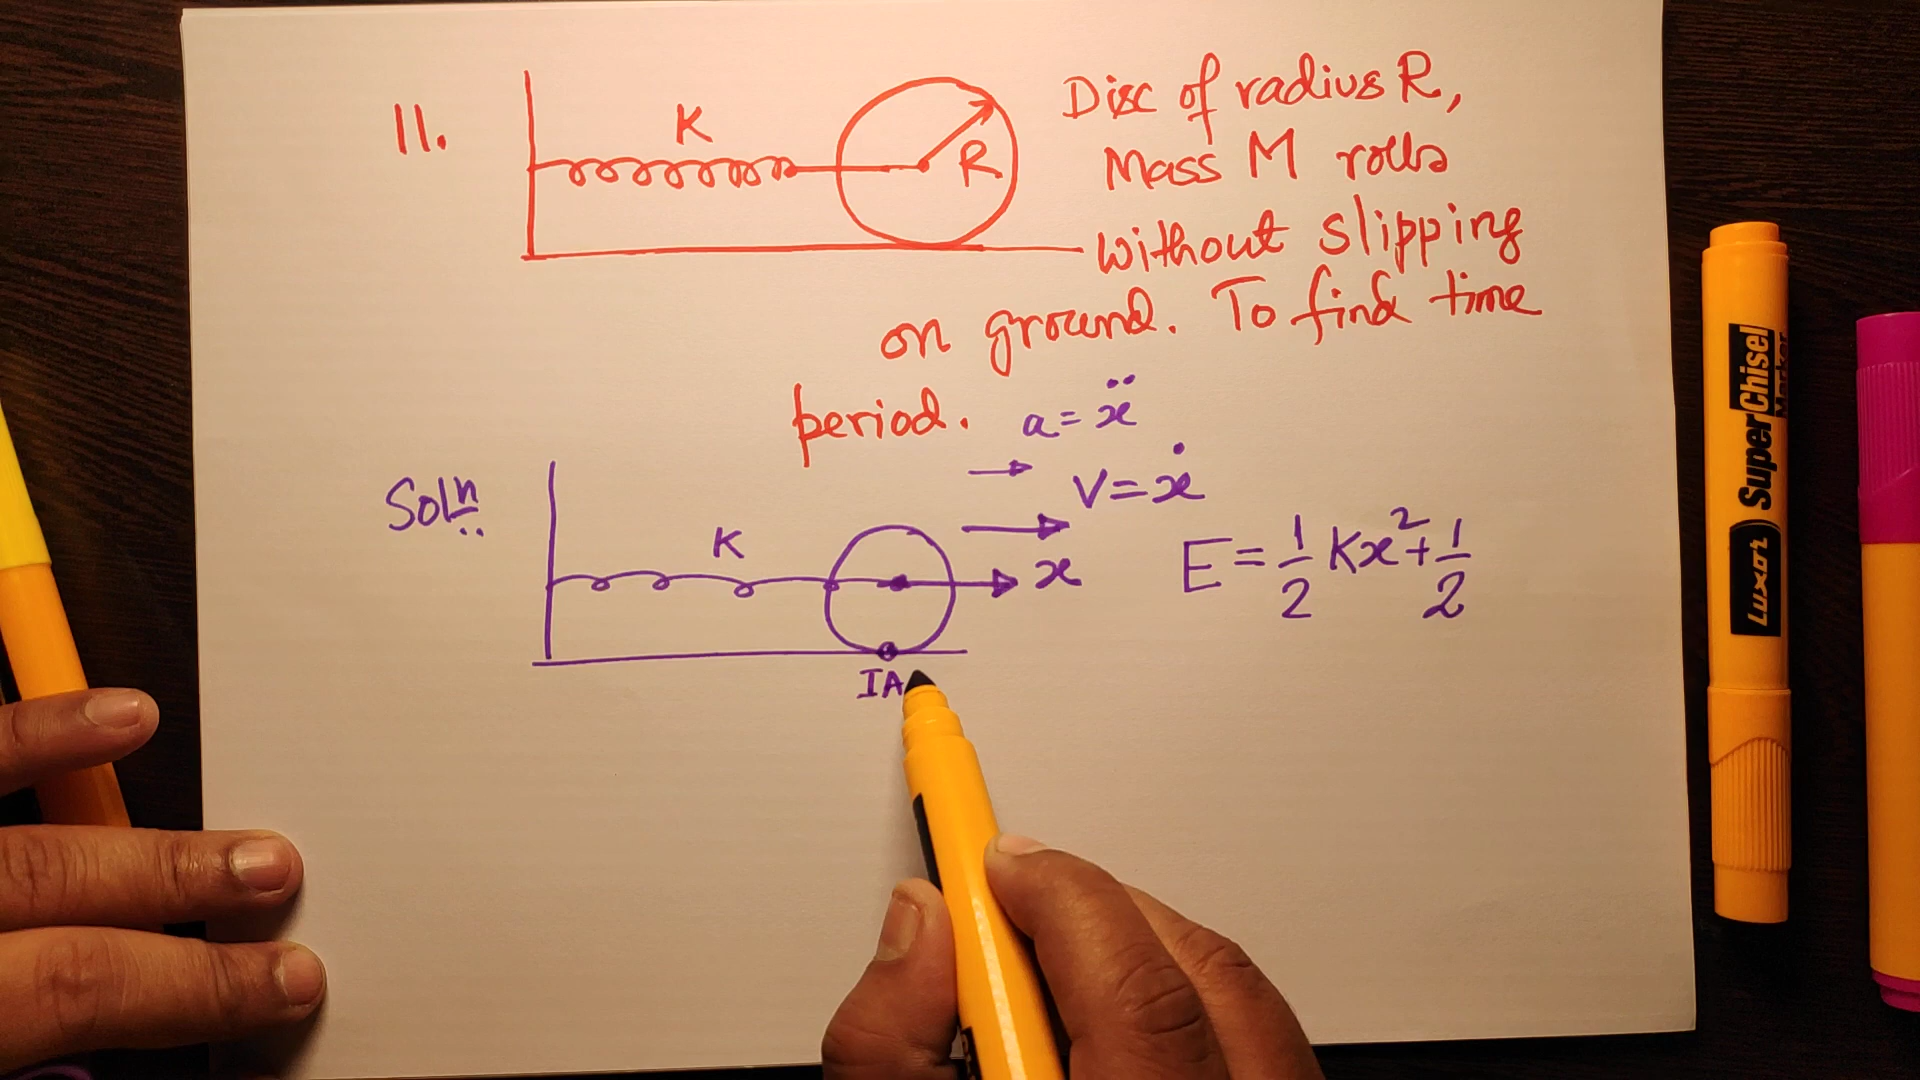 11.
K
R
Disc of radius R,
Mass M rolls
without slipping
on ground. To find time
period.
a = ẍ
V = ẋ
Soln
K
x
E = 1/2 Kx² + 1/2
IA
Luxor SuperChisel
Marker